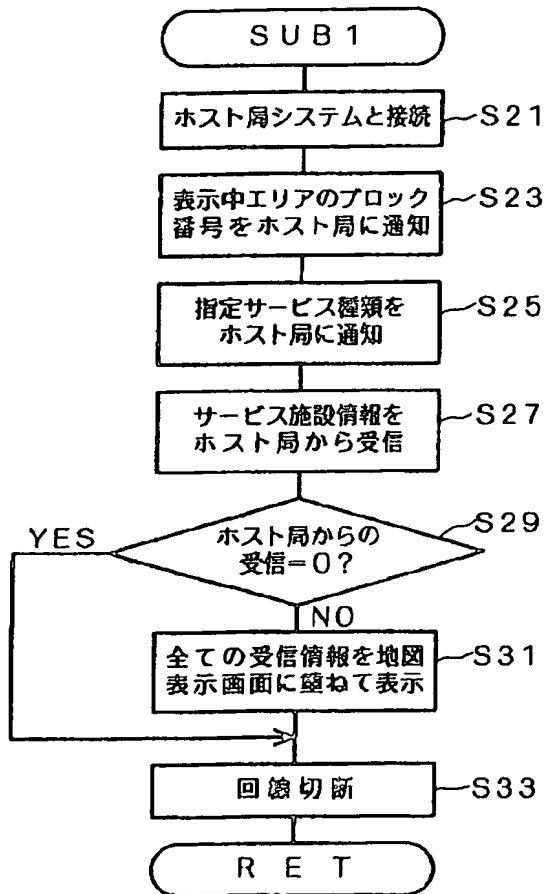 SUB1
ホスト局システムと接続
S21
表示中エリアのブロック
番号をホスト局に通知
S23
指定サービス種類を
ホスト局に通知
S25
サービス施設情報を
ホスト局から受信
S27
ホスト局からの
受信=0?
S29
YES
NO
全ての受信情報を地図
表示画面に重ねて表示
S31
回線切断
S33
RET